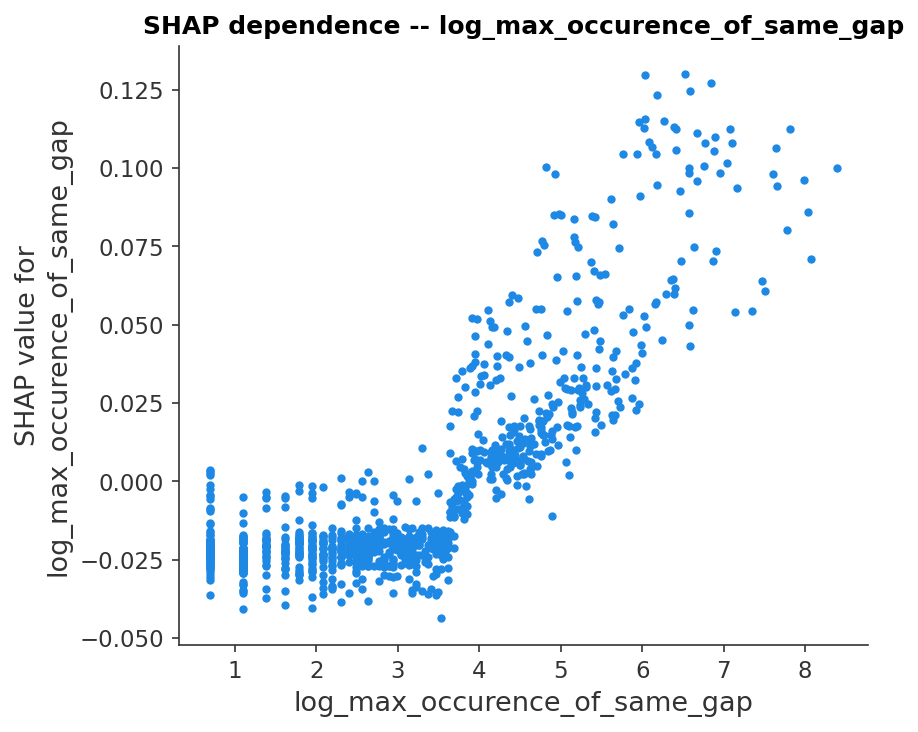 SHAP dependence -- log_max_occurence_of_same_gap
SHAP value for
log_max_occurence_of_same_gap
0.125
0.100
0.075
0.050
0.025
0.000
−0.025
−0.050
1 2 3 4 5 6 7 8
log_max_occurence_of_same_gap